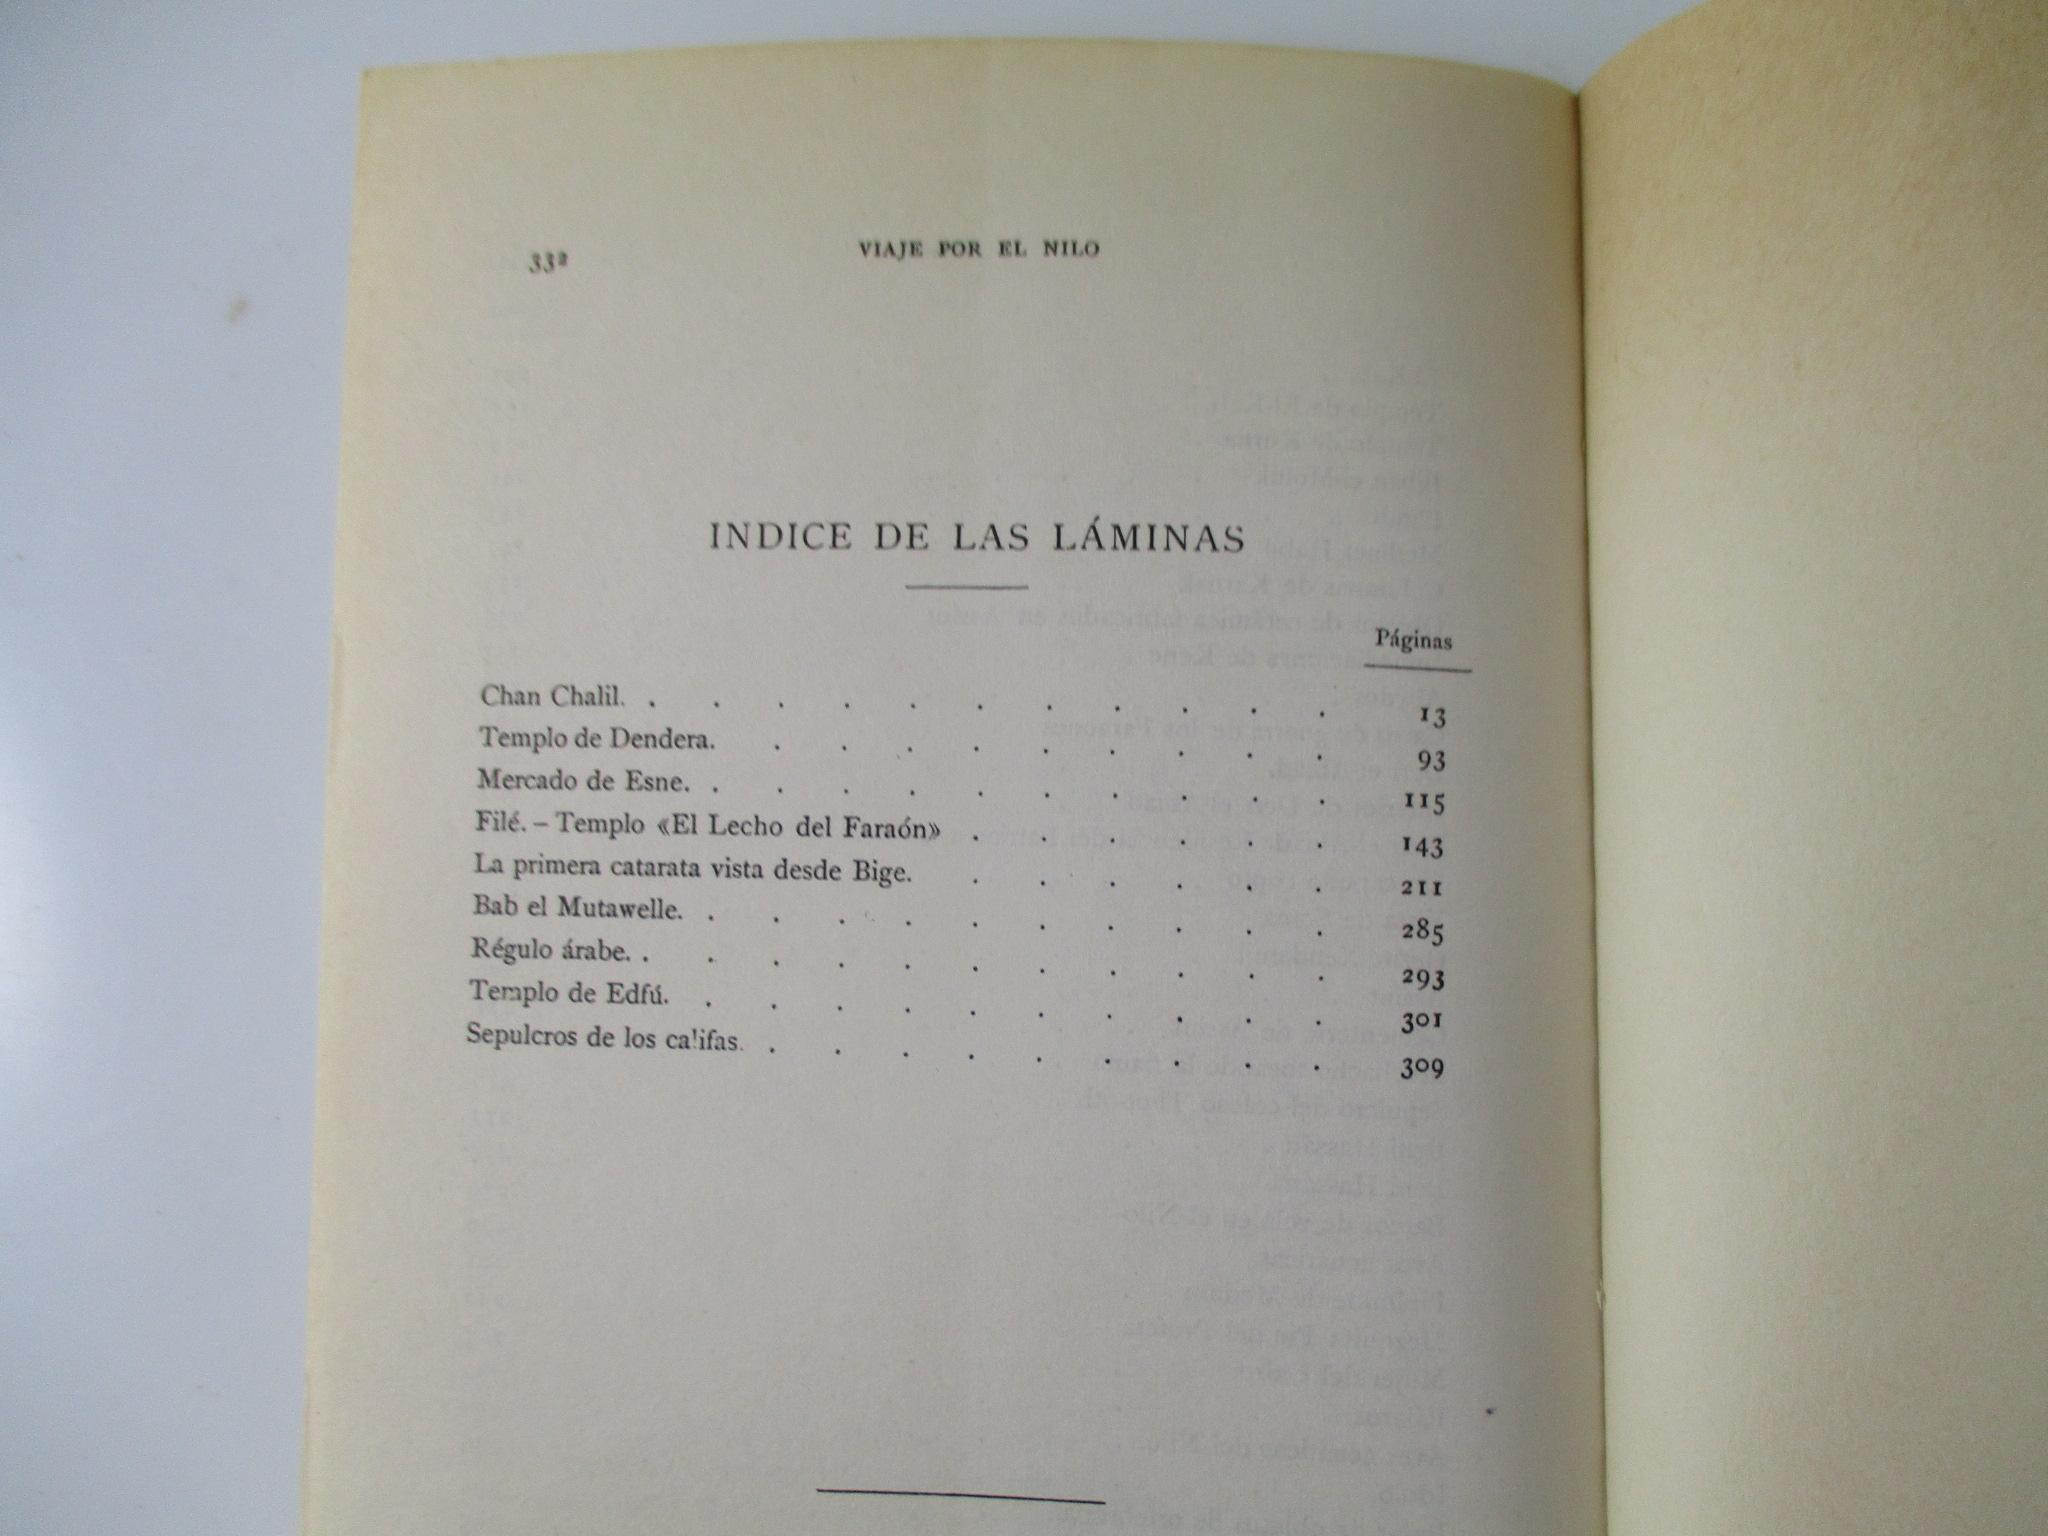 332 VIAJE POR EL NILO
INDICE DE LAS LÁMINAS
Páginas
Chan Chalil. . . . . . . . . . . . 13
Templo de Dendera. . . . . . . . . . 93
Mercado de Esne. . . . . . . . . . . 115
Filé. – Templo «El Lecho del Faraón» . . . . . . 143
La primera catarata vista desde Bige. . . . . . . 211
Bab el Mutawelle. . . . . . . . . . . 285
Régulo árabe. . . . . . . . . . . . 293
Templo de Edfú. . . . . . . . . . . 301
Sepulcros de los califas. . . . . . . . . . 309